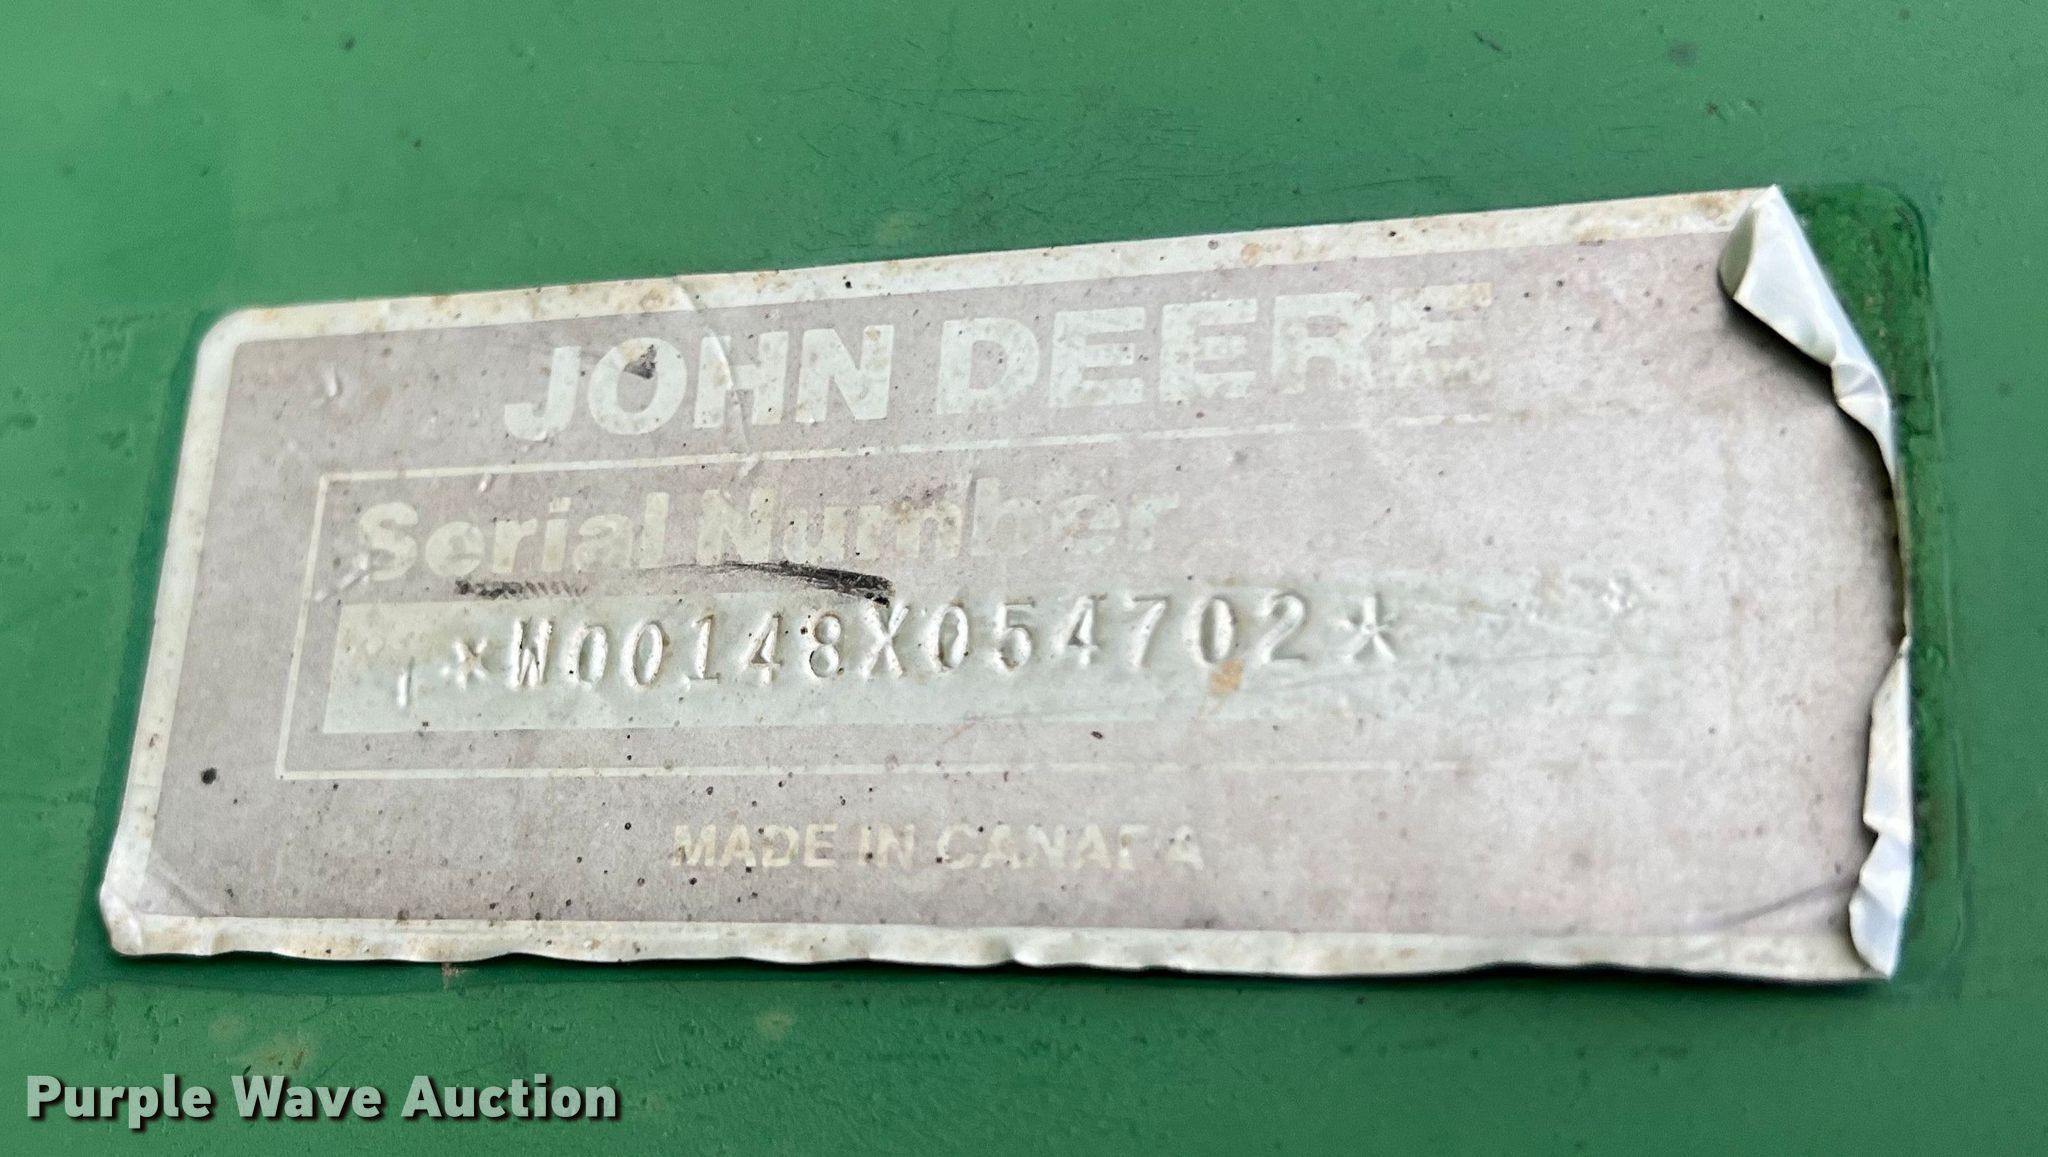 JOHN DEERE
Serial Number
*W00148X054702*
*
MADE IN CANADA
Purple Wave Auction